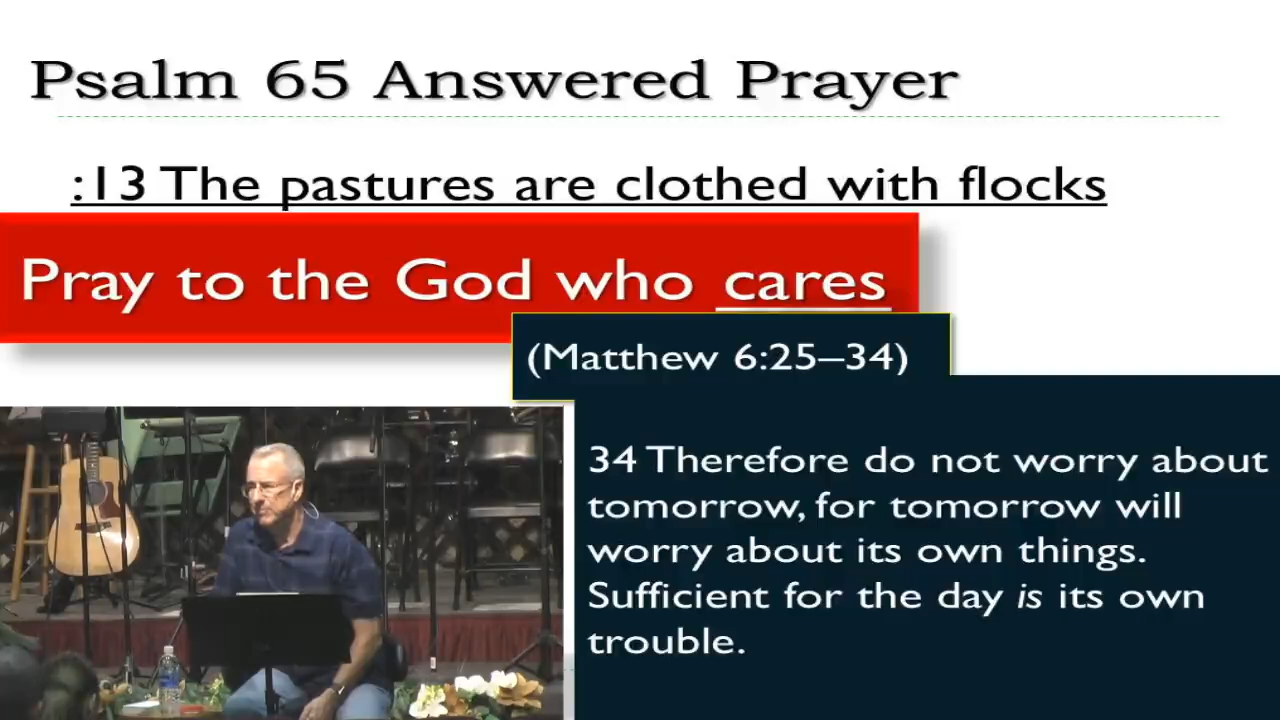 Psalm 65 Answered Prayer
:13 The pastures are clothed with flocks
Pray to the God who cares
(Matthew 6:25–34)
34 Therefore do not worry about
tomorrow, for tomorrow will
worry about its own things.
Sufficient for the day is its own
trouble.